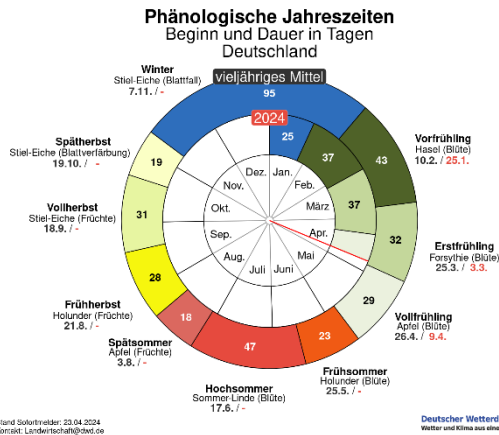 Phänologische Jahreszeiten
Beginn und Dauer in Tagen
Deutschland
vieljähriges Mittel
2024
Winter
Stiel-Eiche (Blattfall)
7.11. / -
95
25
Vorfrühling
Hasel (Blüte)
10.2. / 25.1.
43
37
Erstfrühling
Forsythie (Blüte)
25.3. / 3.3.
32
37
Vollfrühling
Apfel (Blüte)
26.4. / 9.4.
29
Frühsommer
Holunder (Blüte)
25.5. / -
23
Hochsommer
Sommer-Linde (Blüte)
17.6. / -
47
Spätsommer
Apfel (Früchte)
3.8. / -
18
Frühherbst
Holunder (Früchte)
21.8. / -
28
Vollherbst
Stiel-Eiche (Früchte)
18.9. / -
31
Spätherbst
Stiel-Eiche (Blattverfärbung)
19.10. / -
19
Jan.
Feb.
März
Apr.
Mai
Juni
Juli
Aug.
Sep.
Okt.
Nov.
Dez.
tand Sofortmelder: 23.04.2024
ontakt: Landwirtschaft@dwd.de
Deutscher Wetterd
Wetter und Klima aus eine